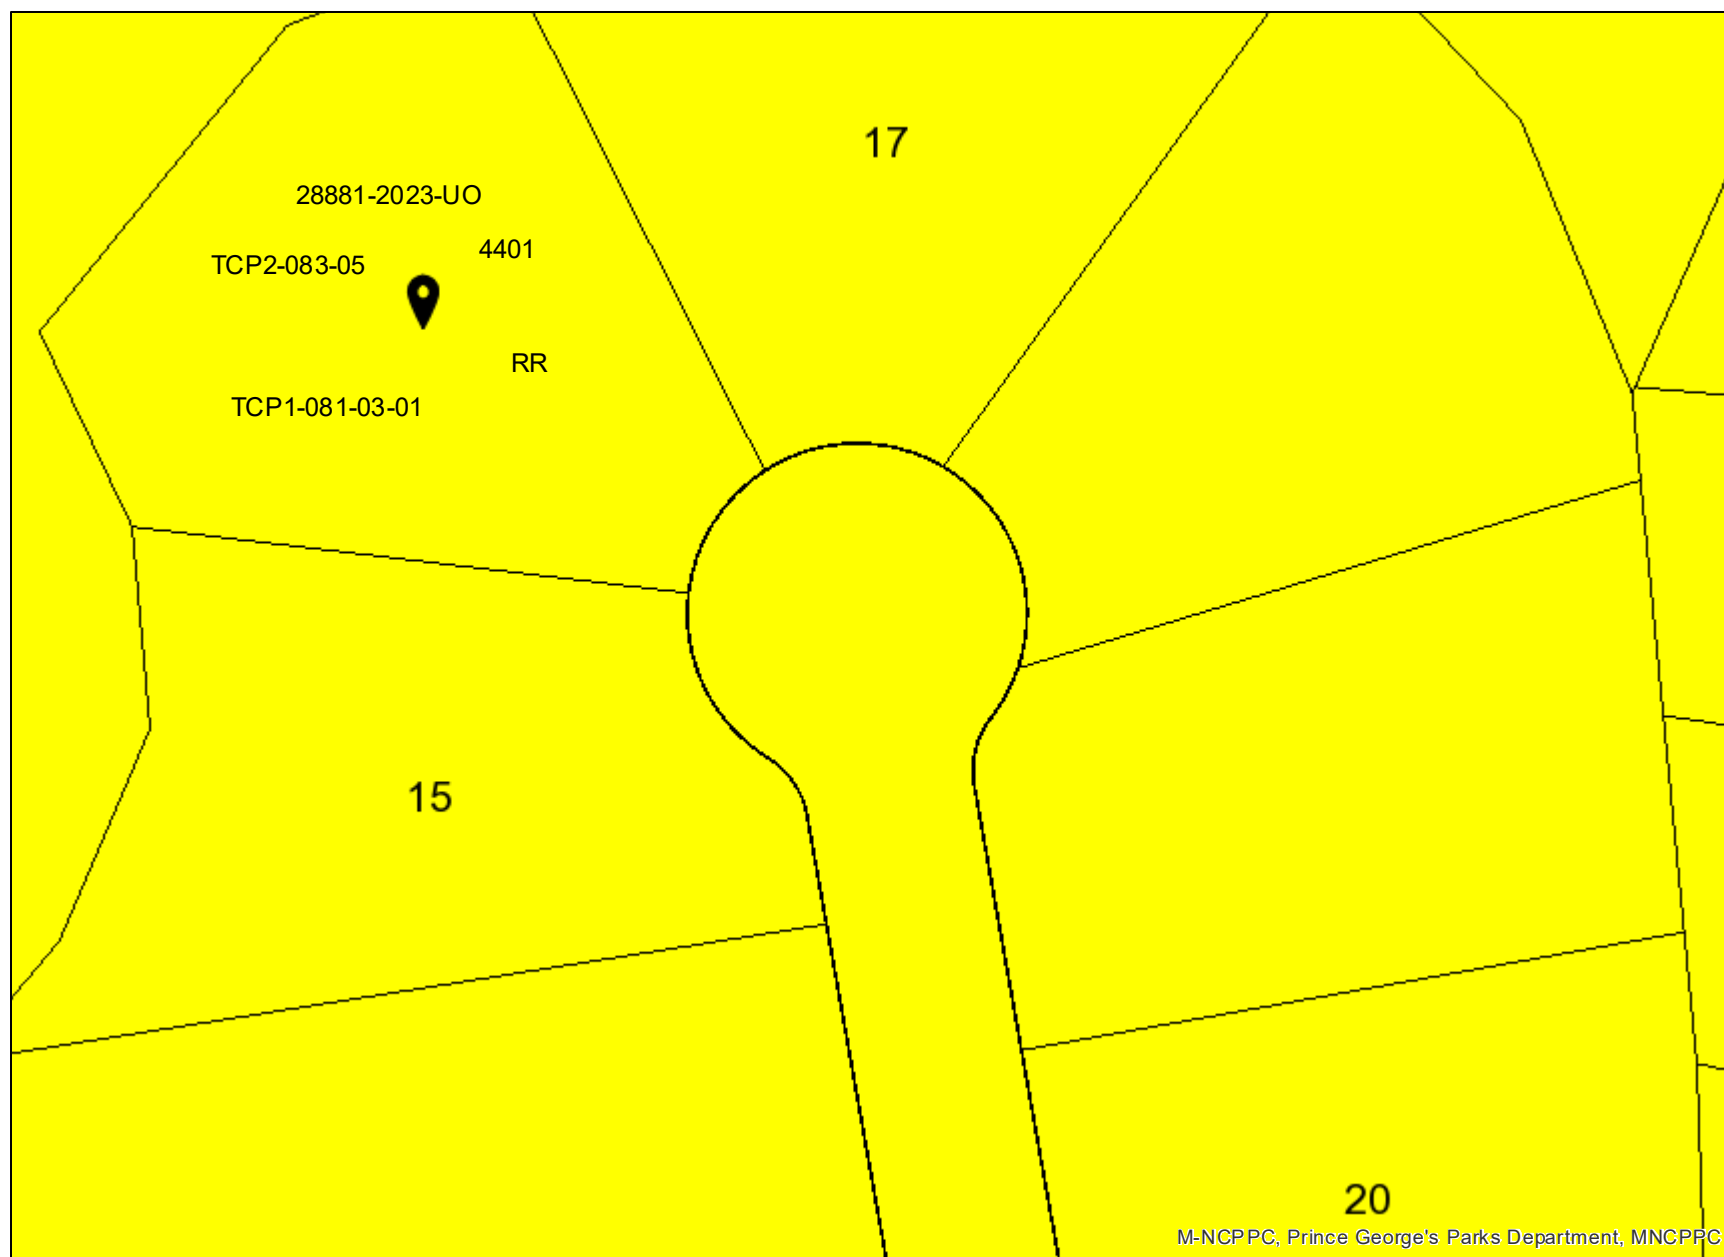 17
28881-2023-UO
4401
TCP2-083-05
RR
TCP1-081-03-01
15
20
M-NCPPC, Prince George's Parks Department, MNCPPC